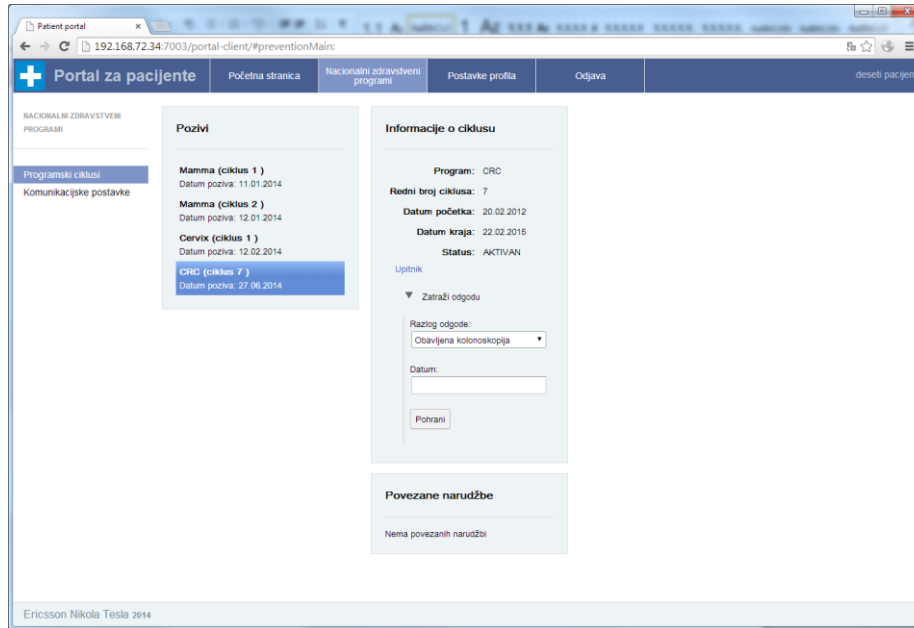 Patient portal
192.168.72.34:7003/portal-client/#preventionMain:
Portal za pacijente
Početna stranica
Nacionalni zdravstveni
programi
Postavke profila
Odjava
deseti pacijen
NACIONALNI ZDRAVSTVENI
PROGRAMI
Programski ciklusi
Komunikacijske postavke
Pozivi
Mamma (ciklus 1 )
Datum poziva: 11.01.2014
Mamma (ciklus 2 )
Datum poziva: 12.01.2014
Cervix (ciklus 1 )
Datum poziva: 12.02.2014
CRC (ciklus 7 )
Datum poziva: 27.06.2014
Informacije o ciklusu
Program: CRC
Redni broj ciklusa: 7
Datum početka: 20.02.2012
Datum kraja: 22.02.2015
Status: AKTIVAN
Upitnik
Zatraži odgodu
Razlog odgode:
Obavljena kolonoskopija
Datum:
Pohrani
Povezane narudžbe
Nema povezanih narudžbi
Ericsson Nikola Tesla 2014